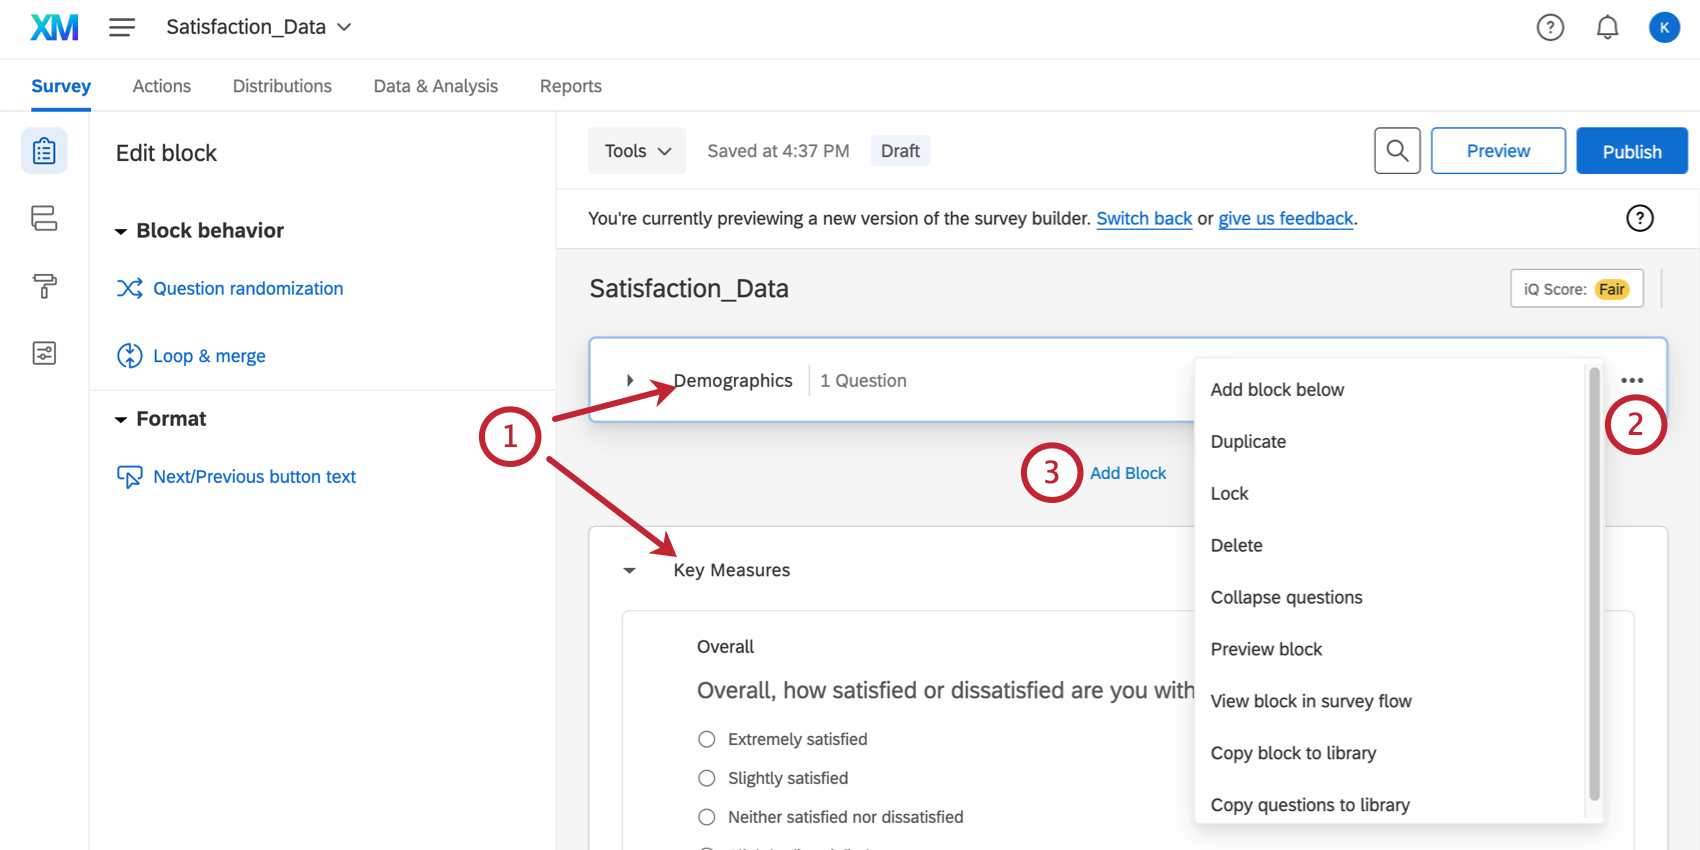 XM Satisfaction_Data ? K
Survey Actions Distributions Data & Analysis Reports
Edit block
Block behavior
Question randomization
Loop & merge
Format
Next/Previous button text
Tools Saved at 4:37 PM Draft Preview Publish
You're currently previewing a new version of the survey builder. Switch back or give us feedback. ?
Satisfaction_Data iQ Score: Fair
Demographics 1 Question
1
2
3 Add Block
Key Measures
Overall
Overall, how satisfied or dissatisfied are you with
Extremely satisfied
Slightly satisfied
Neither satisfied nor dissatisfied
Add block below
Duplicate
Lock
Delete
Collapse questions
Preview block
View block in survey flow
Copy block to library
Copy questions to library